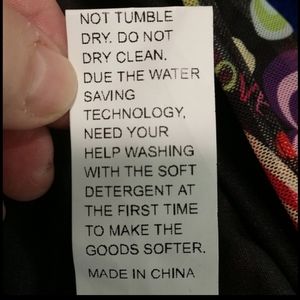 NOT TUMBLE
DRY. DO NOT
DRY CLEAN.
DUE THE WATER
SAVING
TECHNOLOGY,
NEED YOUR
HELP WASHING
WITH THE SOFT
DETERGENT AT
THE FIRST TIME
TO MAKE THE
GOODS SOFTER.
MADE IN CHINA